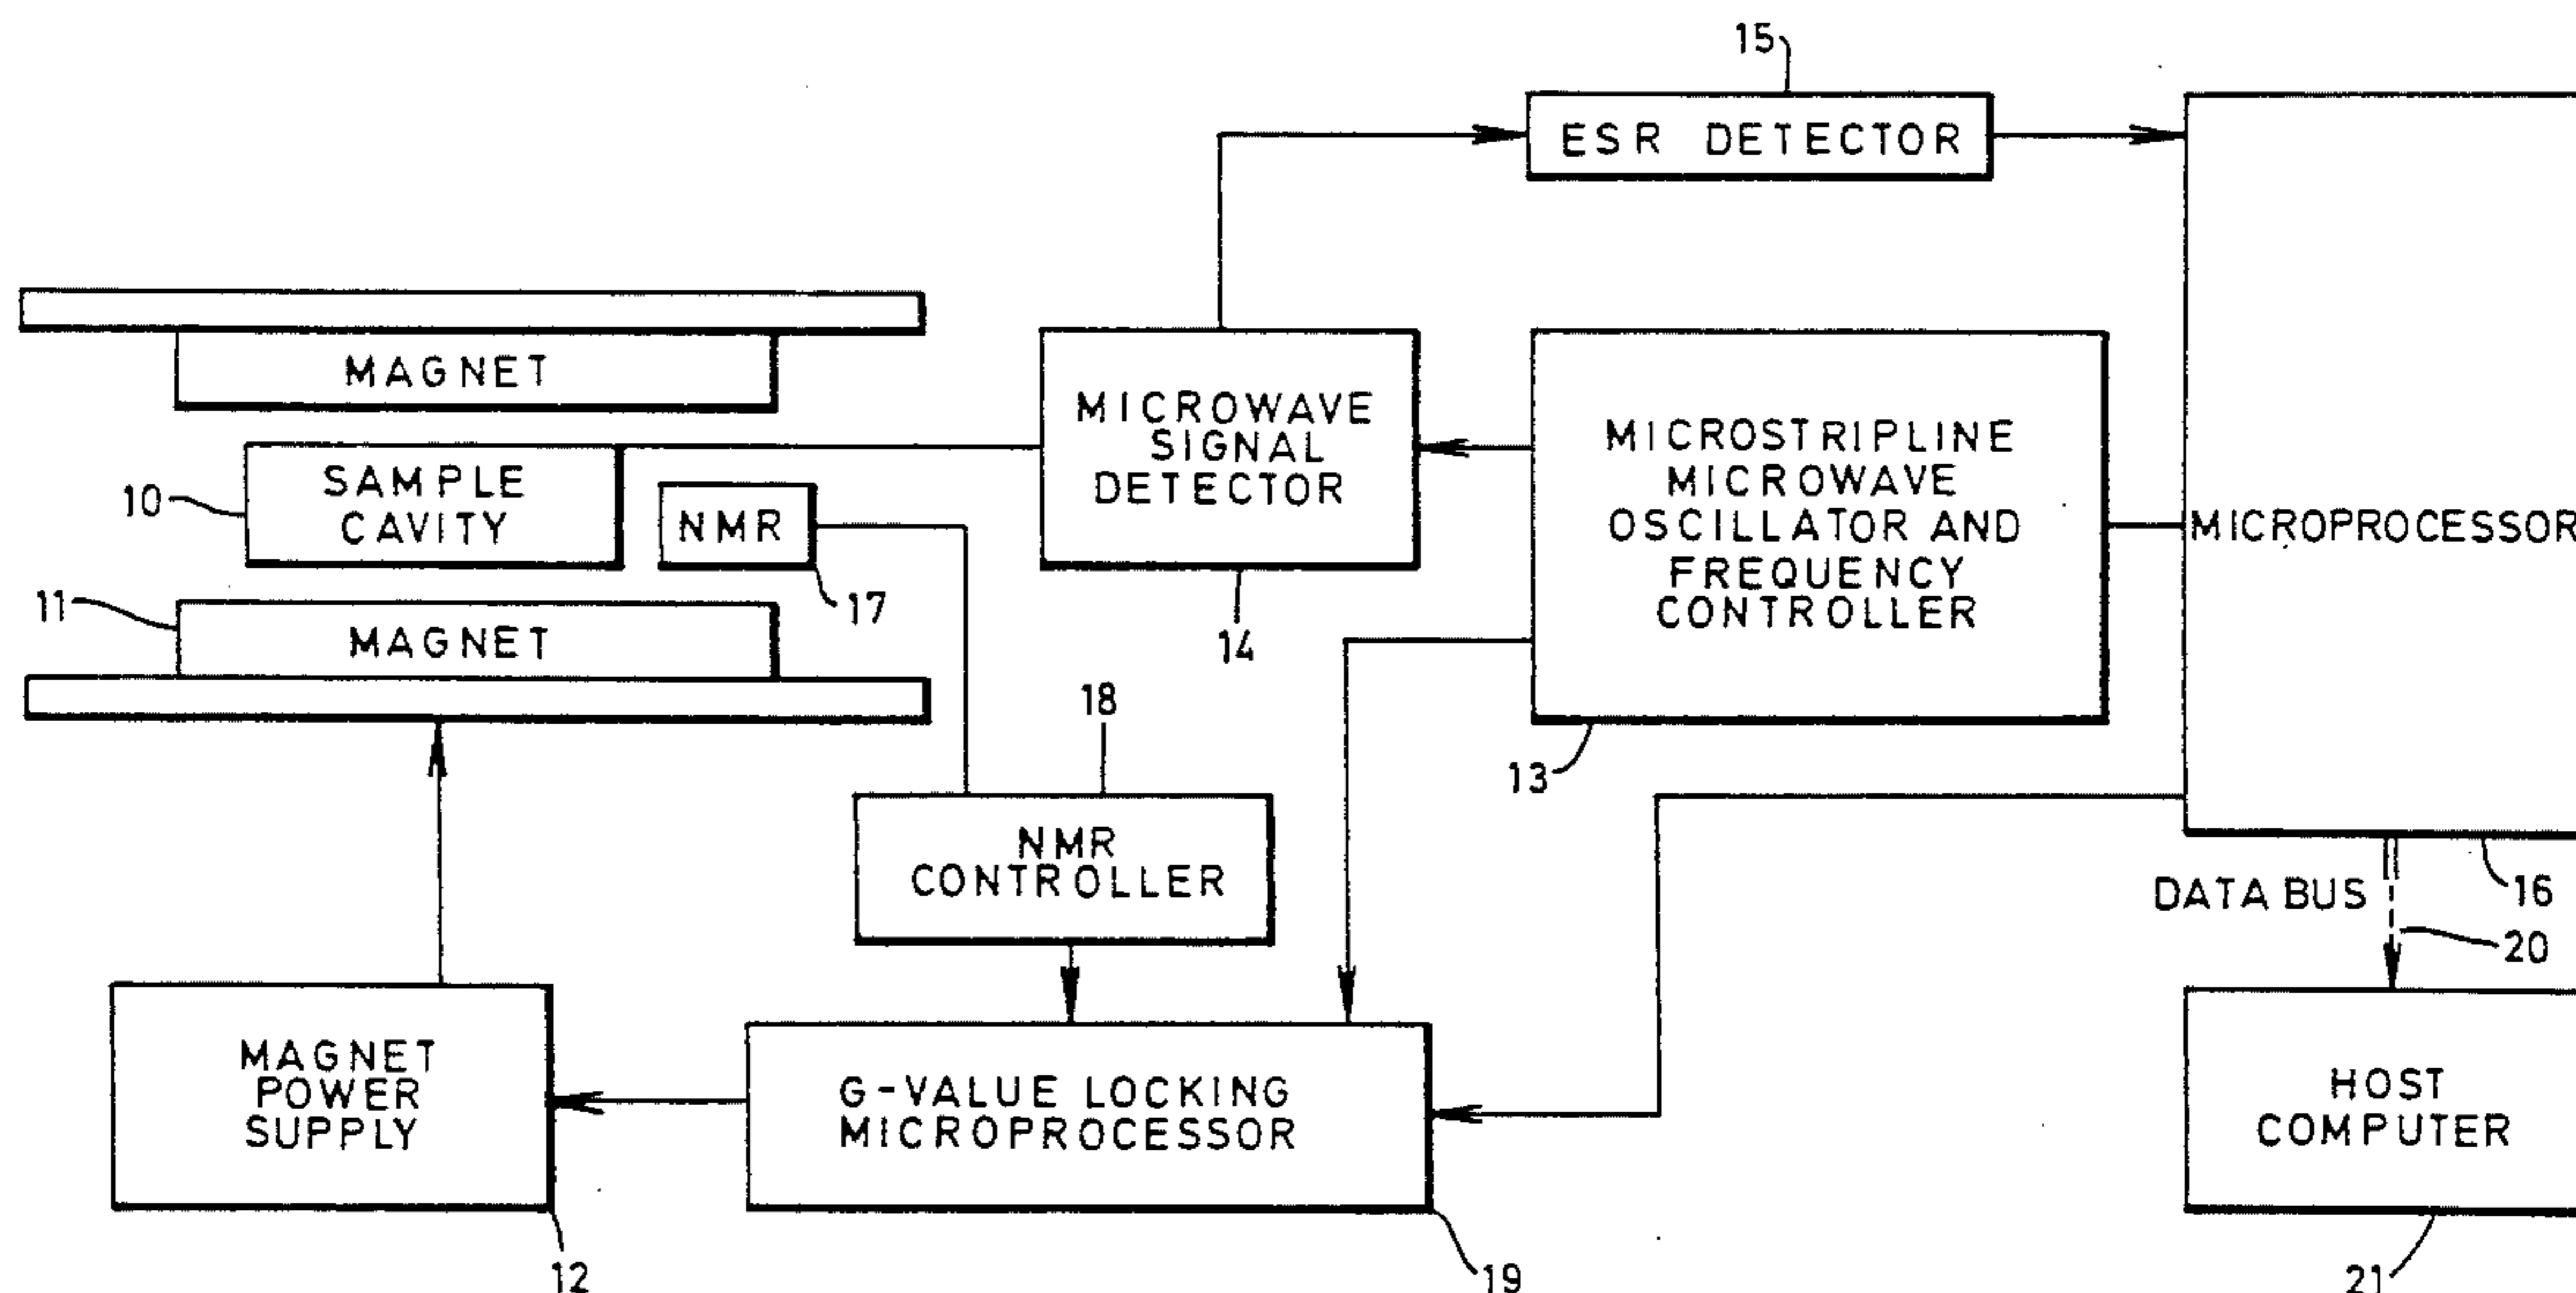 15
ESR DETECTOR
MAGNET
MICROWAVE
SIGNAL
DETECTOR
MICROSTRIPLINE
MICROWAVE
OSCILLATOR AND
FREQUENCY
CONTROLLER
MICROPROCESSOR
10
SAMPLE
CAVITY
NMR
17
11
MAGNET
14
18
13
NMR
CONTROLLER
DATA BUS
16
20
MAGNET
POWER
SUPPLY
G-VALUE LOCKING
MICROPROCESSOR
HOST
COMPUTER
12
19
21